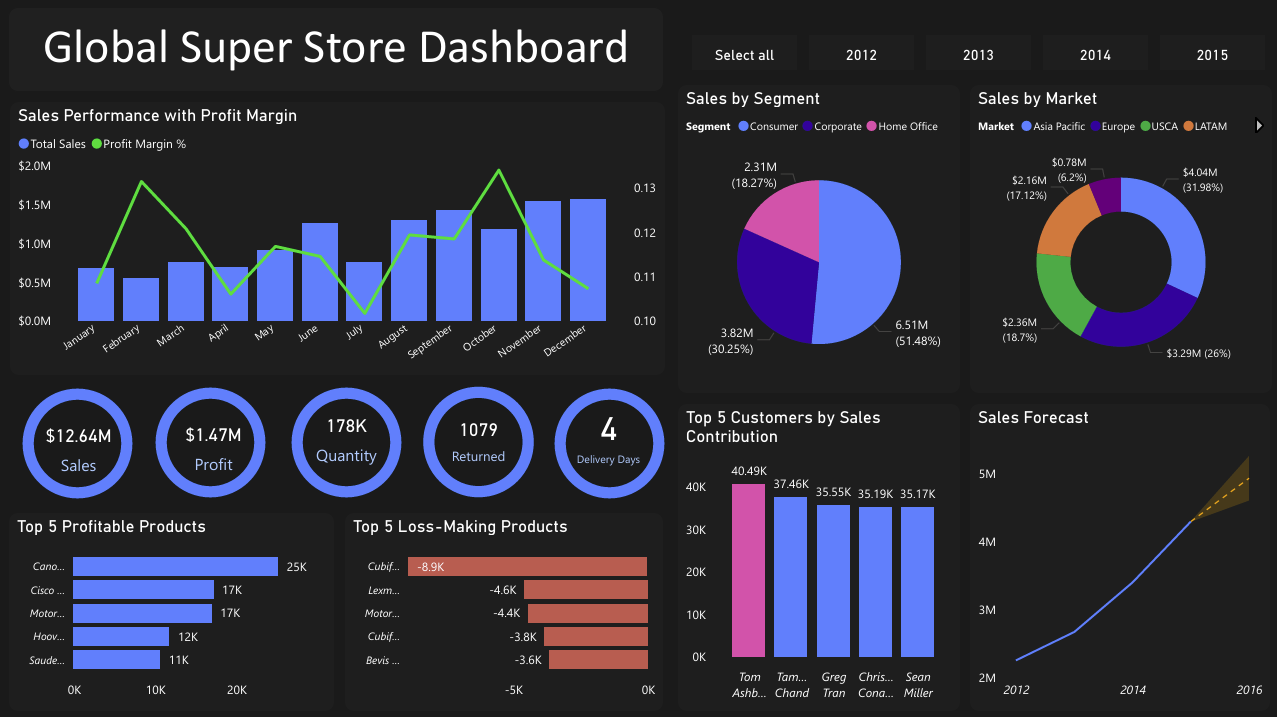 Global Super Store Dashboard
Select all
2012
2013
2014
2015
Sales Performance with Profit Margin
Total Sales
Profit Margin %
$2.0M
$1.5M
$1.0M
$0.5M
$0.0M
0.13
0.12
0.11
0.10
January
February
March
April
May
June
July
August
September
October
November
December
Sales by Segment
Segment
Consumer
Corporate
Home Office
2.31M
(18.27%)
3.82M
(30.25%)
6.51M
(51.48%)
Sales by Market
Market
Asia Pacific
Europe
USCA
LATAM
$0.78M
(6.2%)
$4.04M
(31.98%)
$2.16M
(17.12%)
$2.36M
(18.7%)
$3.29M (26%)
$12.64M
Sales
$1.47M
Profit
178K
Quantity
1079
Returned
4
Delivery Days
Top 5 Profitable Products
Cano...
25K
Cisco ...
17K
Motor...
17K
Hoov...
12K
Saude...
11K
0K
10K
20K
Top 5 Loss-Making Products
Cubif...
-8.9K
Lexm...
-4.6K
Motor...
-4.4K
Cubif...
-3.8K
Bevis ...
-3.6K
-5K
0K
Top 5 Customers by Sales
Contribution
40K
30K
20K
10K
0K
40.49K
37.46K
35.55K
35.19K
35.17K
Tom
Ashb...
Tam...
Chand
Greg
Tran
Chris...
Cona...
Sean
Miller
Sales Forecast
5M
4M
3M
2M
2012
2014
2016